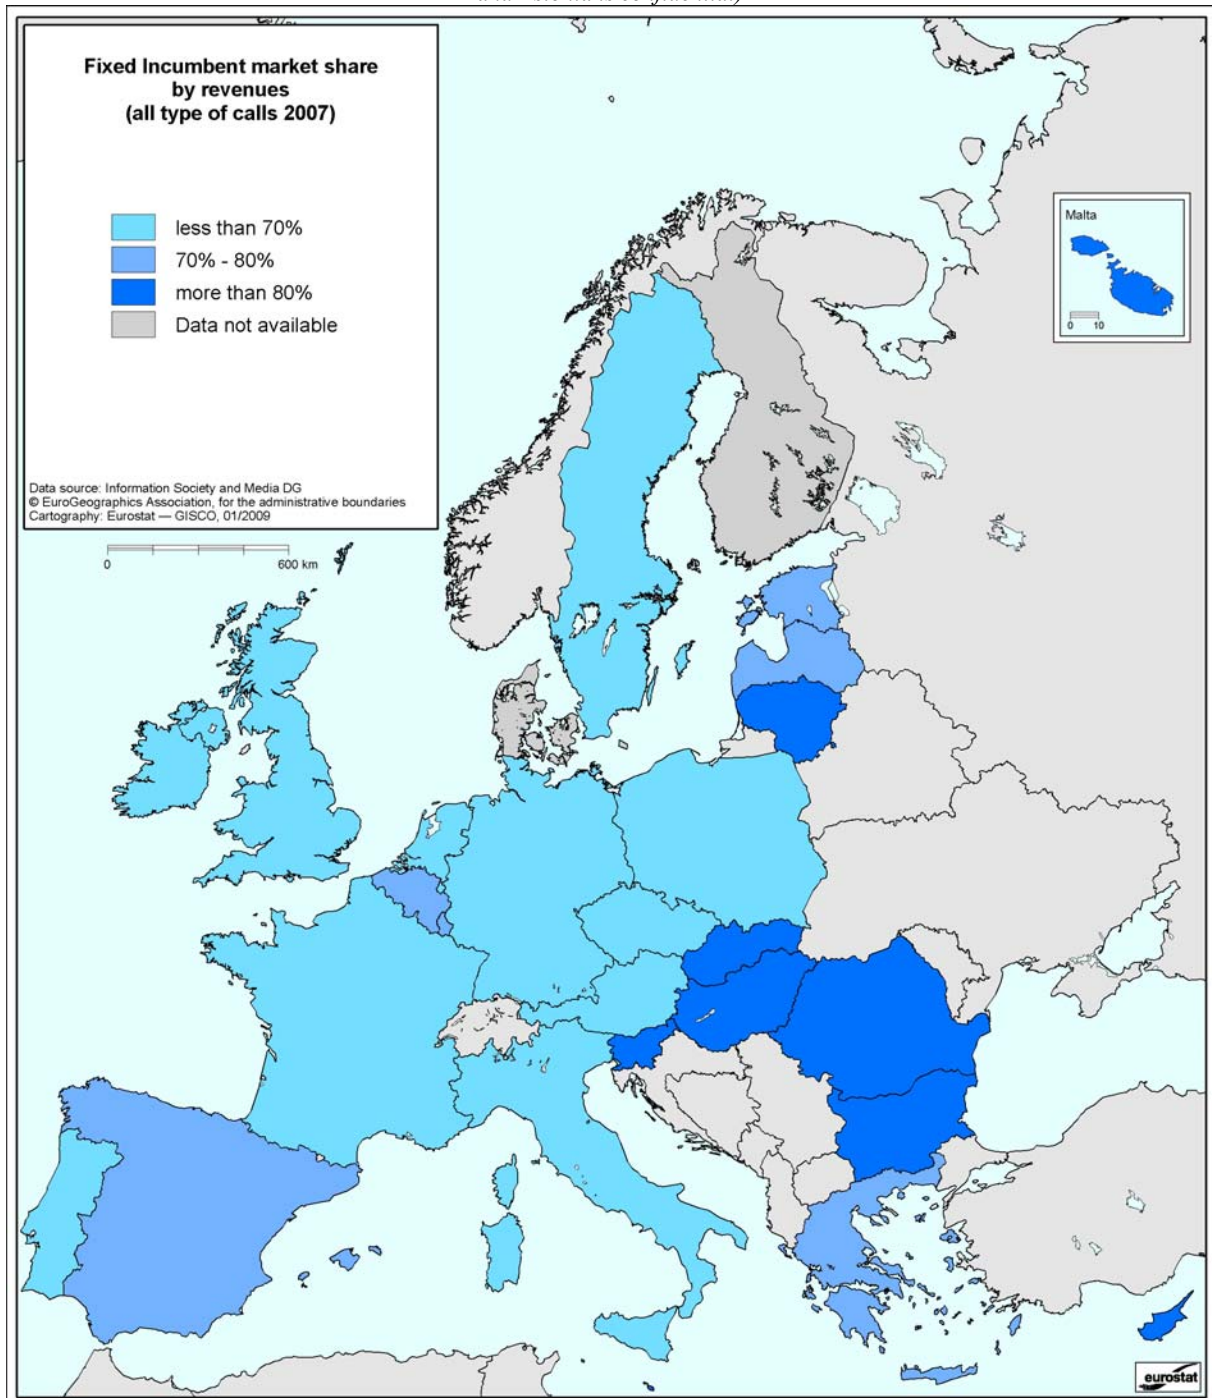 Fixed Incumbent market share
by revenues
(all type of calls 2007)
less than 70%
70% - 80%
more than 80%
Data not available
Data source: Information Society and Media DG
© EuroGeographics Association, for the administrative boundaries
Cartography: Eurostat — GISCO, 01/2009
0 600 km
Malta
0 10
eurostat